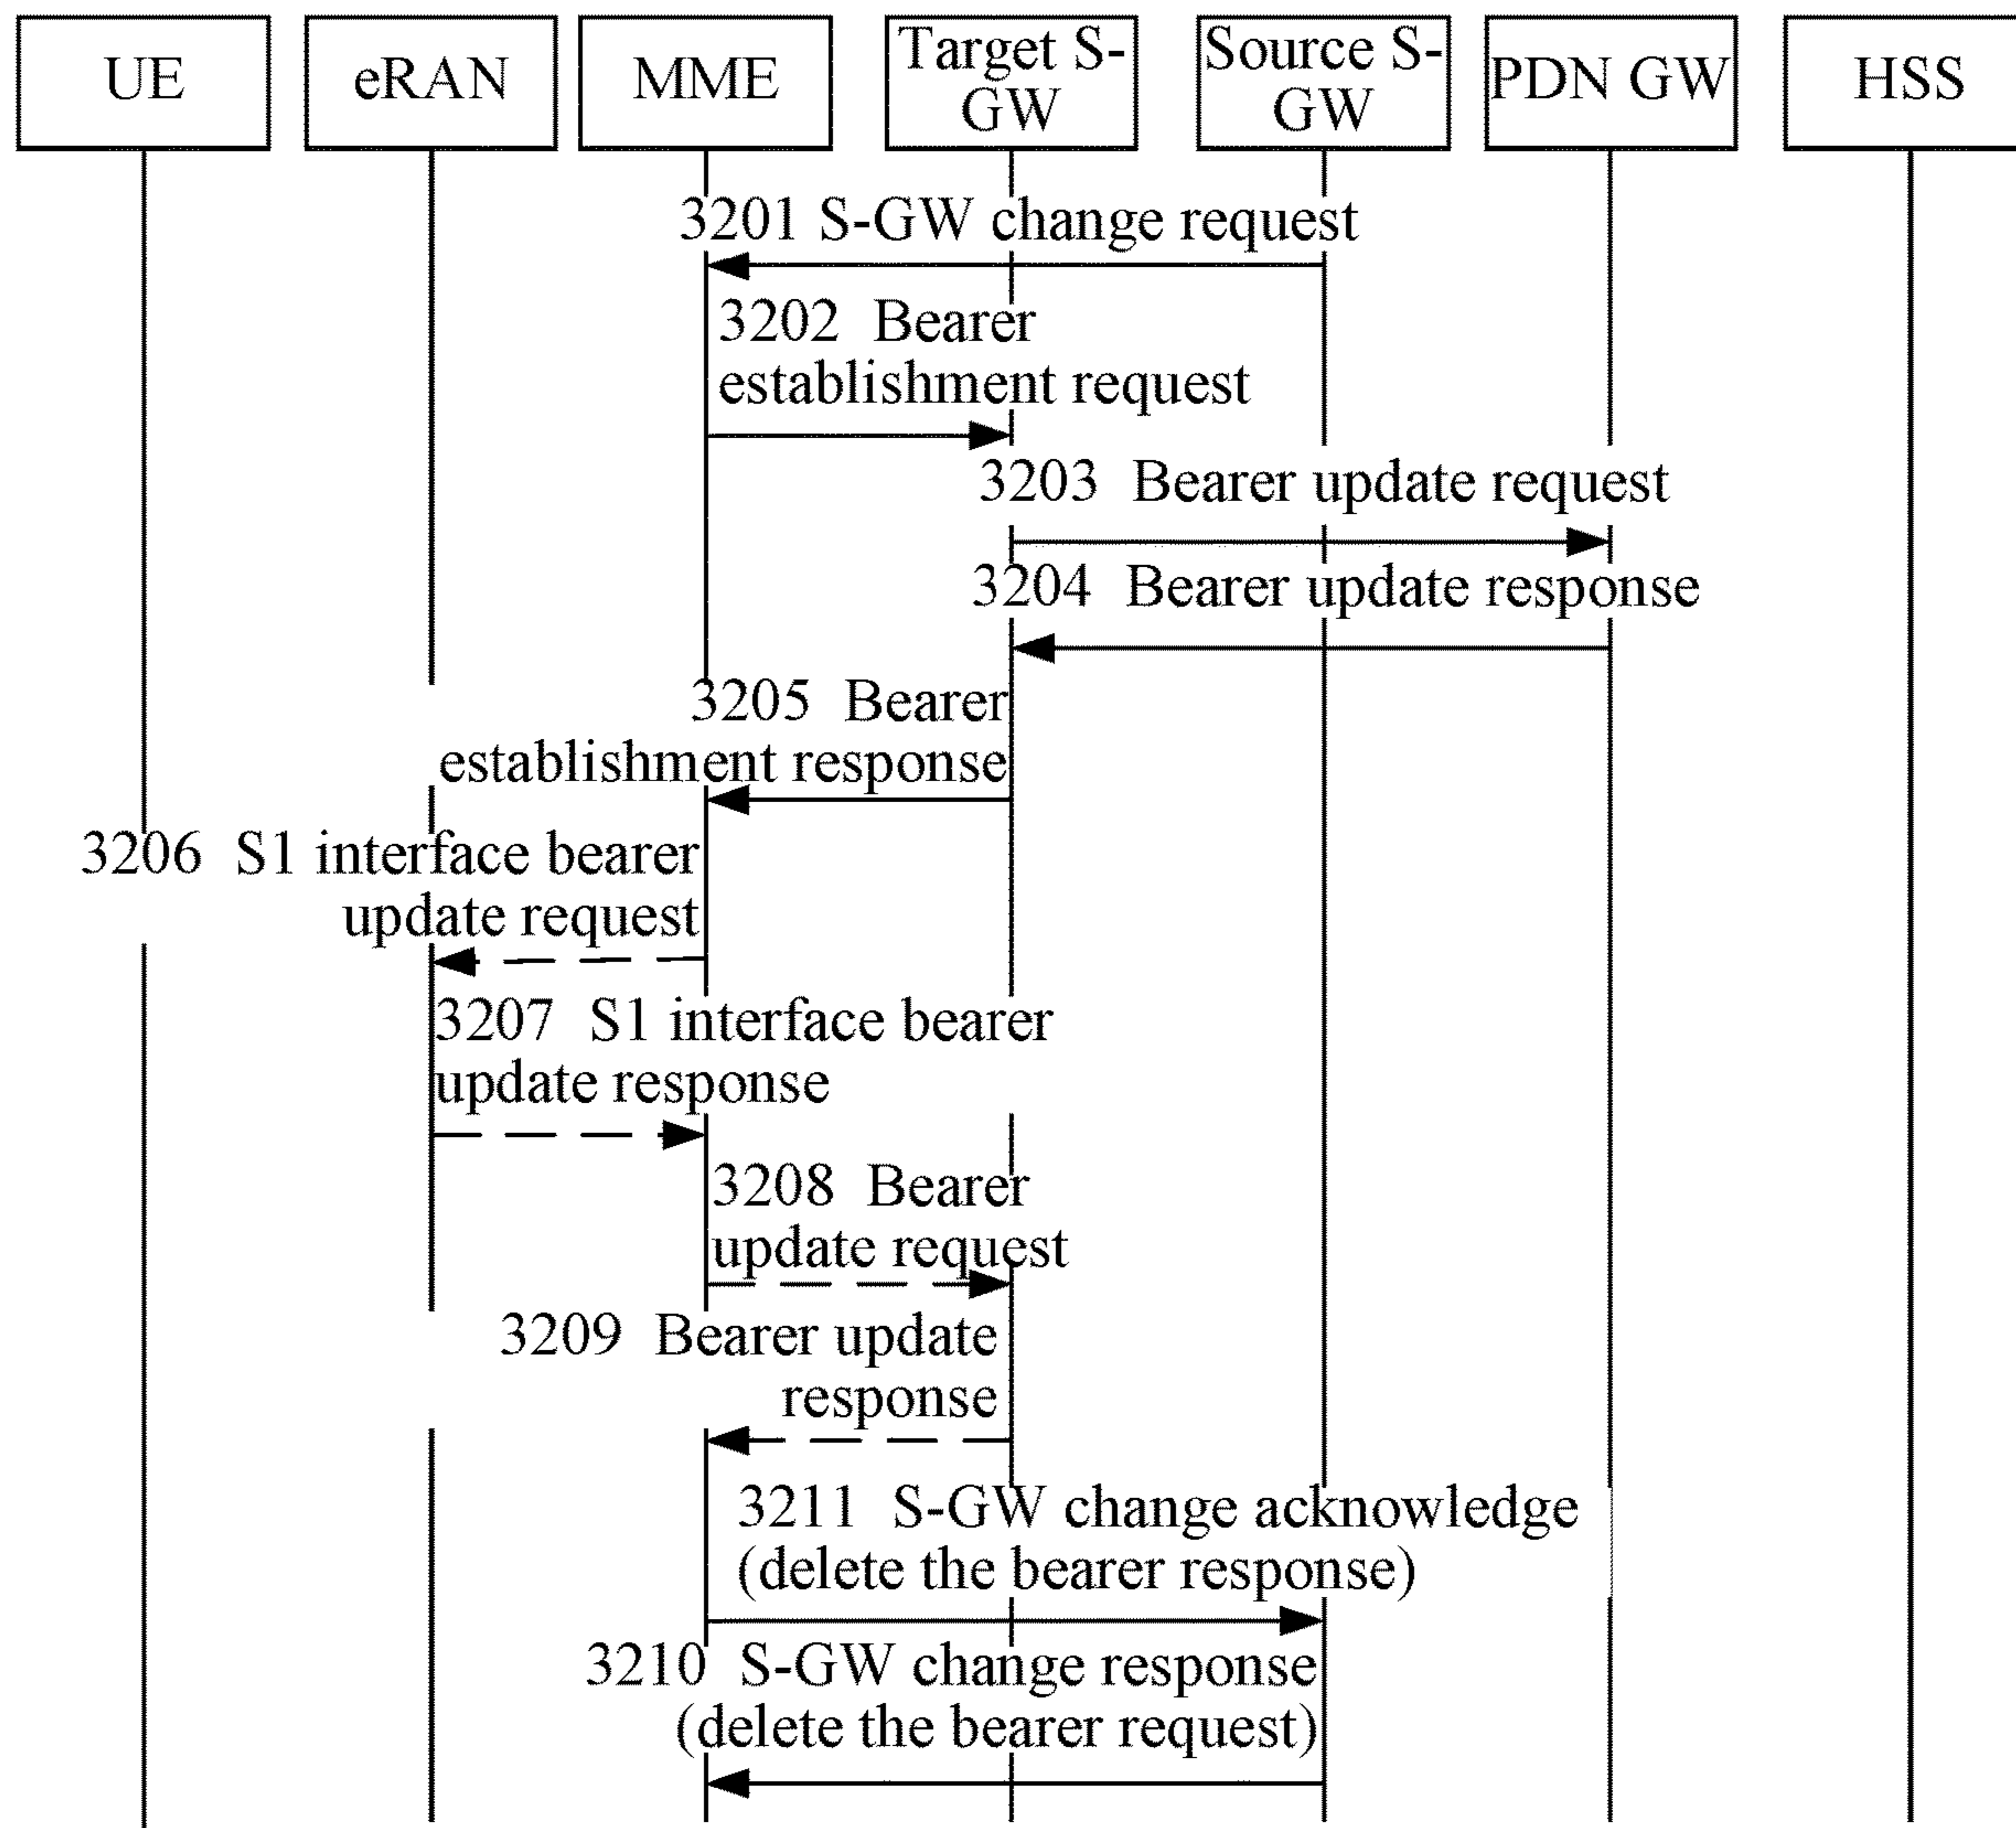 UE
eRAN
MME
Target S-
GW
Source S-
GW
PDN GW
HSS
3201 S-GW change request
3202 Bearer
establishment request
3203 Bearer update request
3204 Bearer update response
3205 Bearer
establishment response
3206 S1 interface bearer
update request
3207 S1 interface bearer
update response
3208 Bearer
update request
3209 Bearer update
response
3211 S-GW change acknowledge
(delete the bearer response)
3210 S-GW change response
(delete the bearer request)